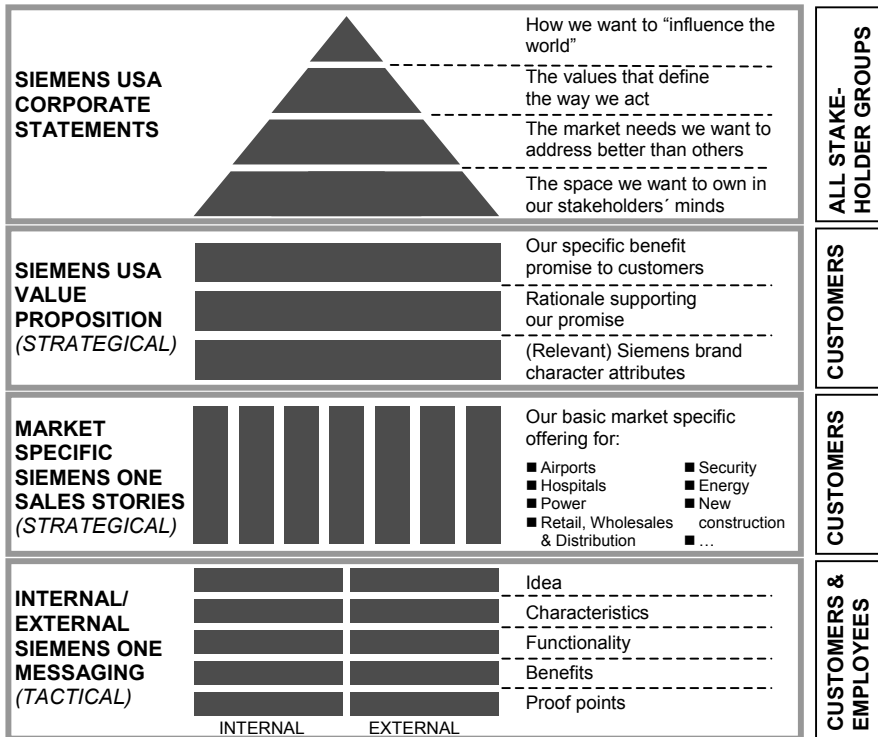 SIEMENS USA
CORPORATE
STATEMENTS
How we want to “influence the
world”
The values that define
the way we act
The market needs we want to
address better than others
The space we want to own in
our stakeholders´ minds
ALL STAKE-
HOLDER GROUPS
SIEMENS USA
VALUE
PROPOSITION
(STRATEGICAL)
Our specific benefit
promise to customers
Rationale supporting
our promise
(Relevant) Siemens brand
character attributes
CUSTOMERS
MARKET
SPECIFIC
SIEMENS ONE
SALES STORIES
(STRATEGICAL)
Our basic market specific
offering for:
■ Airports
■ Hospitals
■ Power
■ Retail, Wholesales
& Distribution
■ Security
■ Energy
■ New
construction
■ …
CUSTOMERS
INTERNAL/
EXTERNAL
SIEMENS ONE
MESSAGING
(TACTICAL)
INTERNAL
EXTERNAL
Idea
Characteristics
Functionality
Benefits
Proof points
CUSTOMERS &
EMPLOYEES